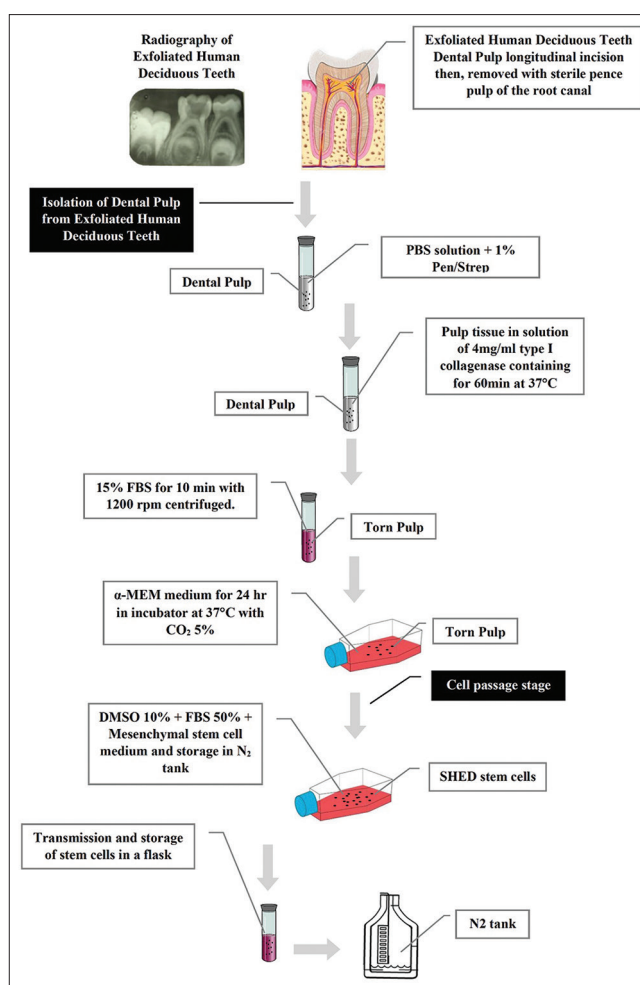 Radiography of
Exfoliated Human
Deciduous Teeth
Exfoliated Human Deciduous Teeth
Dental Pulp longitudinal incision
then, removed with sterile pence
pulp of the root canal
Isolation of Dental Pulp
from Exfoliated Human
Deciduous Teeth
PBS solution + 1%
Pen/Strep
Dental Pulp
Pulp tissue in solution
of 4mg/ml type I
collagenase containing
for 60min at 37°C
Dental Pulp
15% FBS for 10 min with
1200 rpm centrifuged.
Torn Pulp
α-MEM medium for 24 hr
in incubator at 37°C with
CO₂ 5%
Torn Pulp
Cell passage stage
DMSO 10% + FBS 50% +
Mesenchymal stem cell
medium and storage in N₂
tank
SHED stem cells
Transmission and storage
of stem cells in a flask
N2 tank